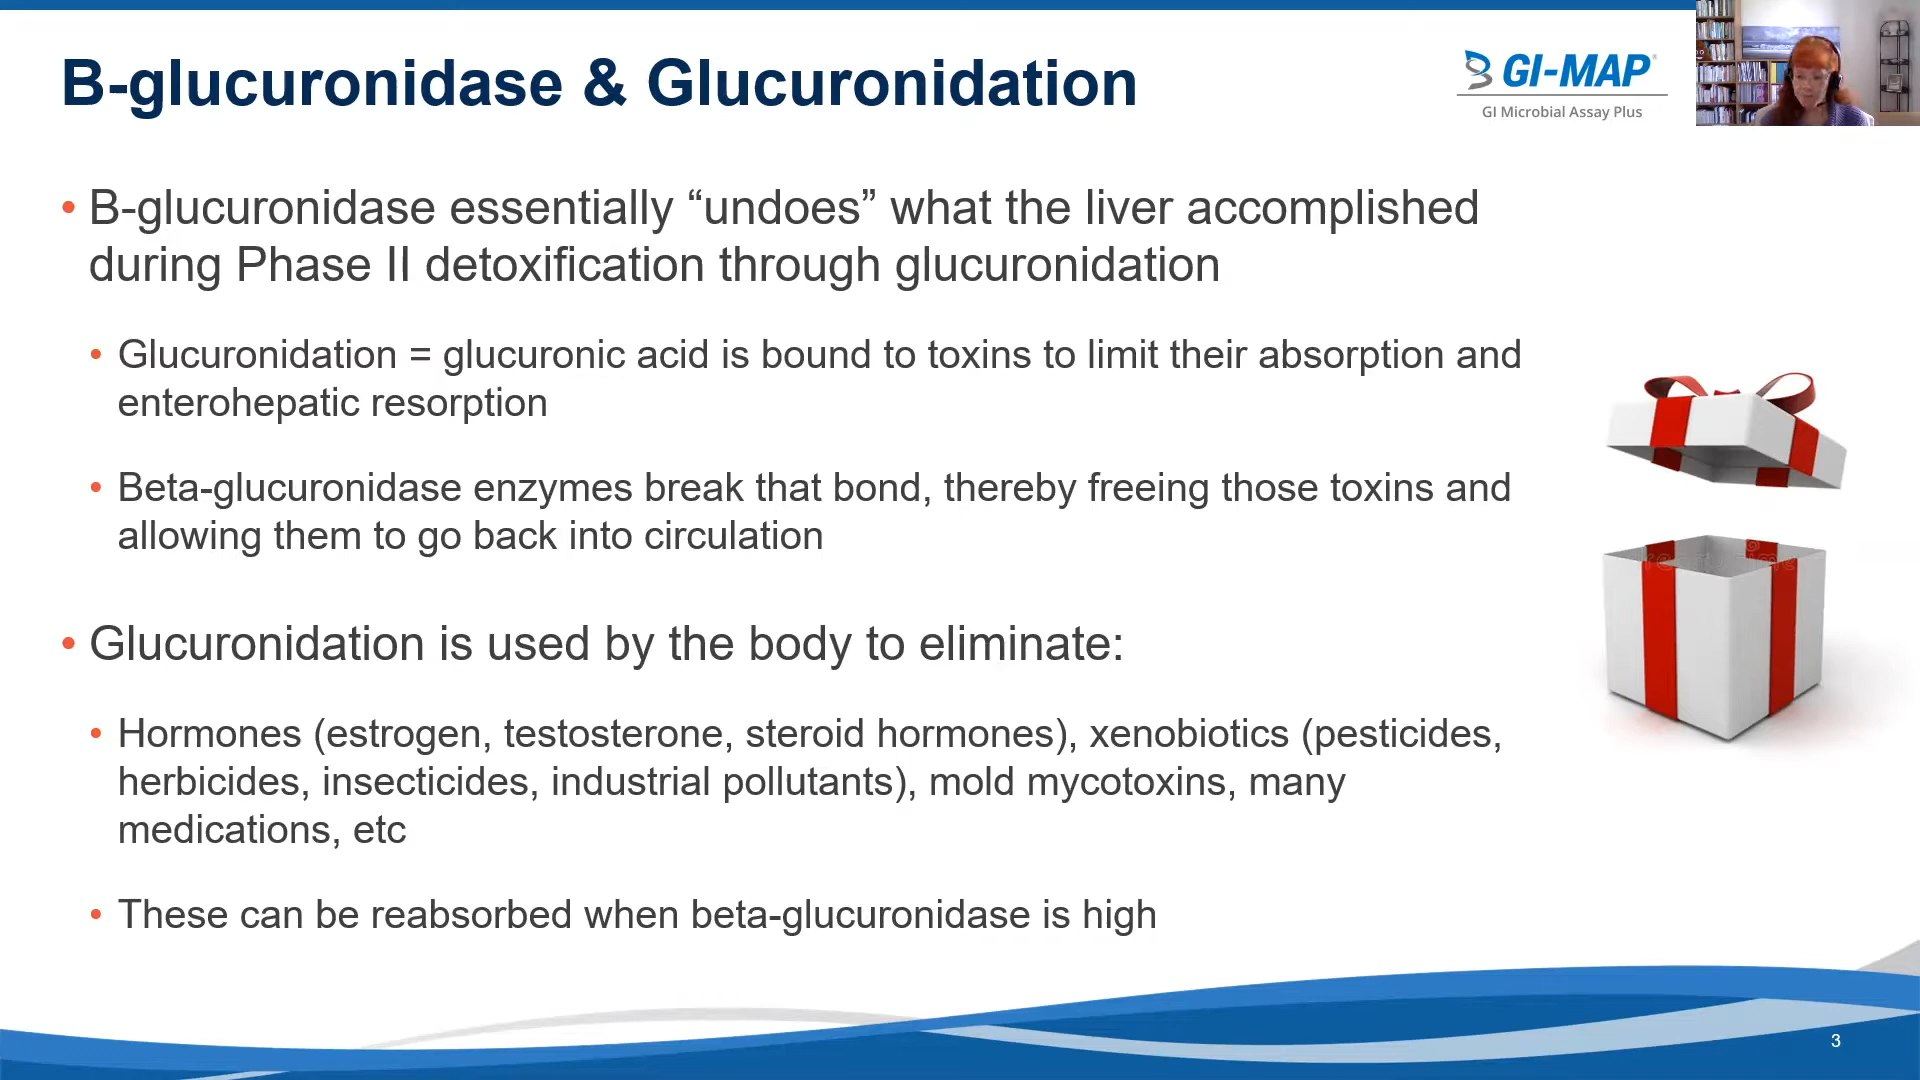 B-glucuronidase & Glucuronidation
GI-MAP®
GI Microbial Assay Plus
• B-glucuronidase essentially “undoes” what the liver accomplished
during Phase II detoxification through glucuronidation
• Glucuronidation = glucuronic acid is bound to toxins to limit their absorption and
enterohepatic resorption
• Beta-glucuronidase enzymes break that bond, thereby freeing those toxins and
allowing them to go back into circulation
• Glucuronidation is used by the body to eliminate:
• Hormones (estrogen, testosterone, steroid hormones), xenobiotics (pesticides,
herbicides, insecticides, industrial pollutants), mold mycotoxins, many
medications, etc
• These can be reabsorbed when beta-glucuronidase is high
3